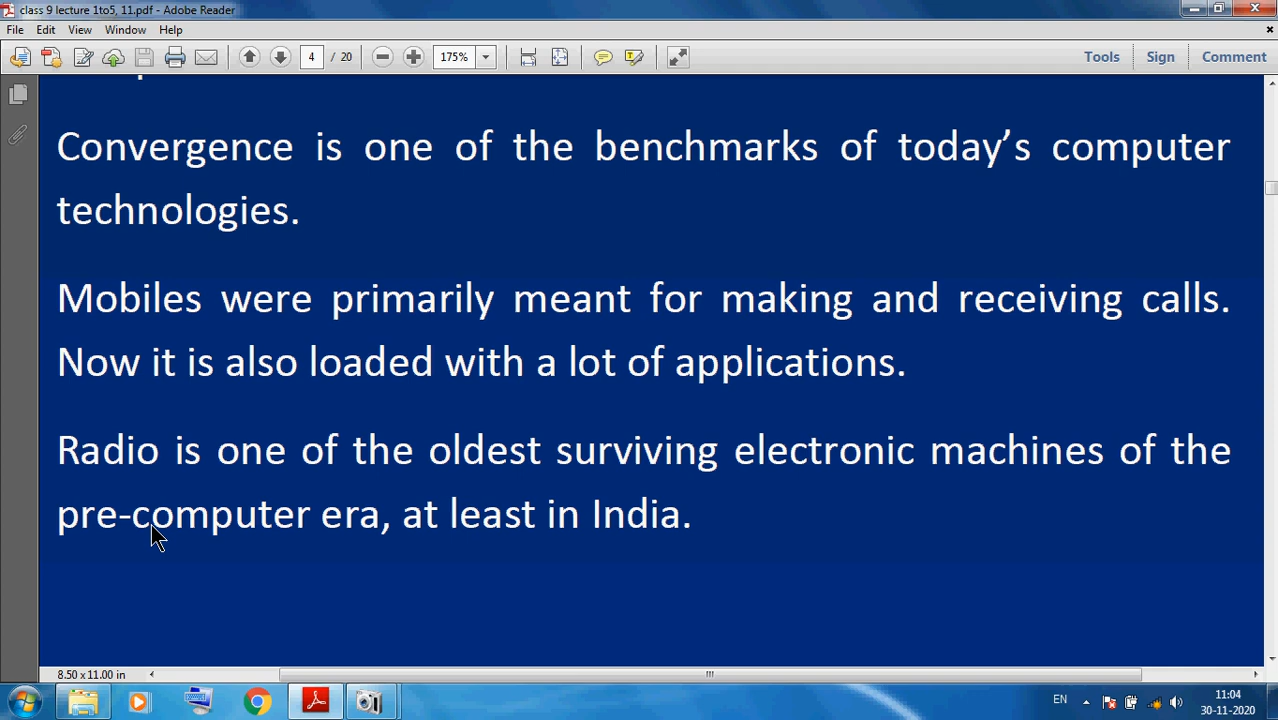 class 9 lecture 1to5, 11.pdf - Adobe Reader
File Edit View Window Help
4 / 20 175% Tools Sign Comment
Convergence is one of the benchmarks of today’s computer
technologies.
Mobiles were primarily meant for making and receiving calls.
Now it is also loaded with a lot of applications.
Radio is one of the oldest surviving electronic machines of the
pre-computer era, at least in India.
8.50 x 11.00 in
EN 11:04
30-11-2020